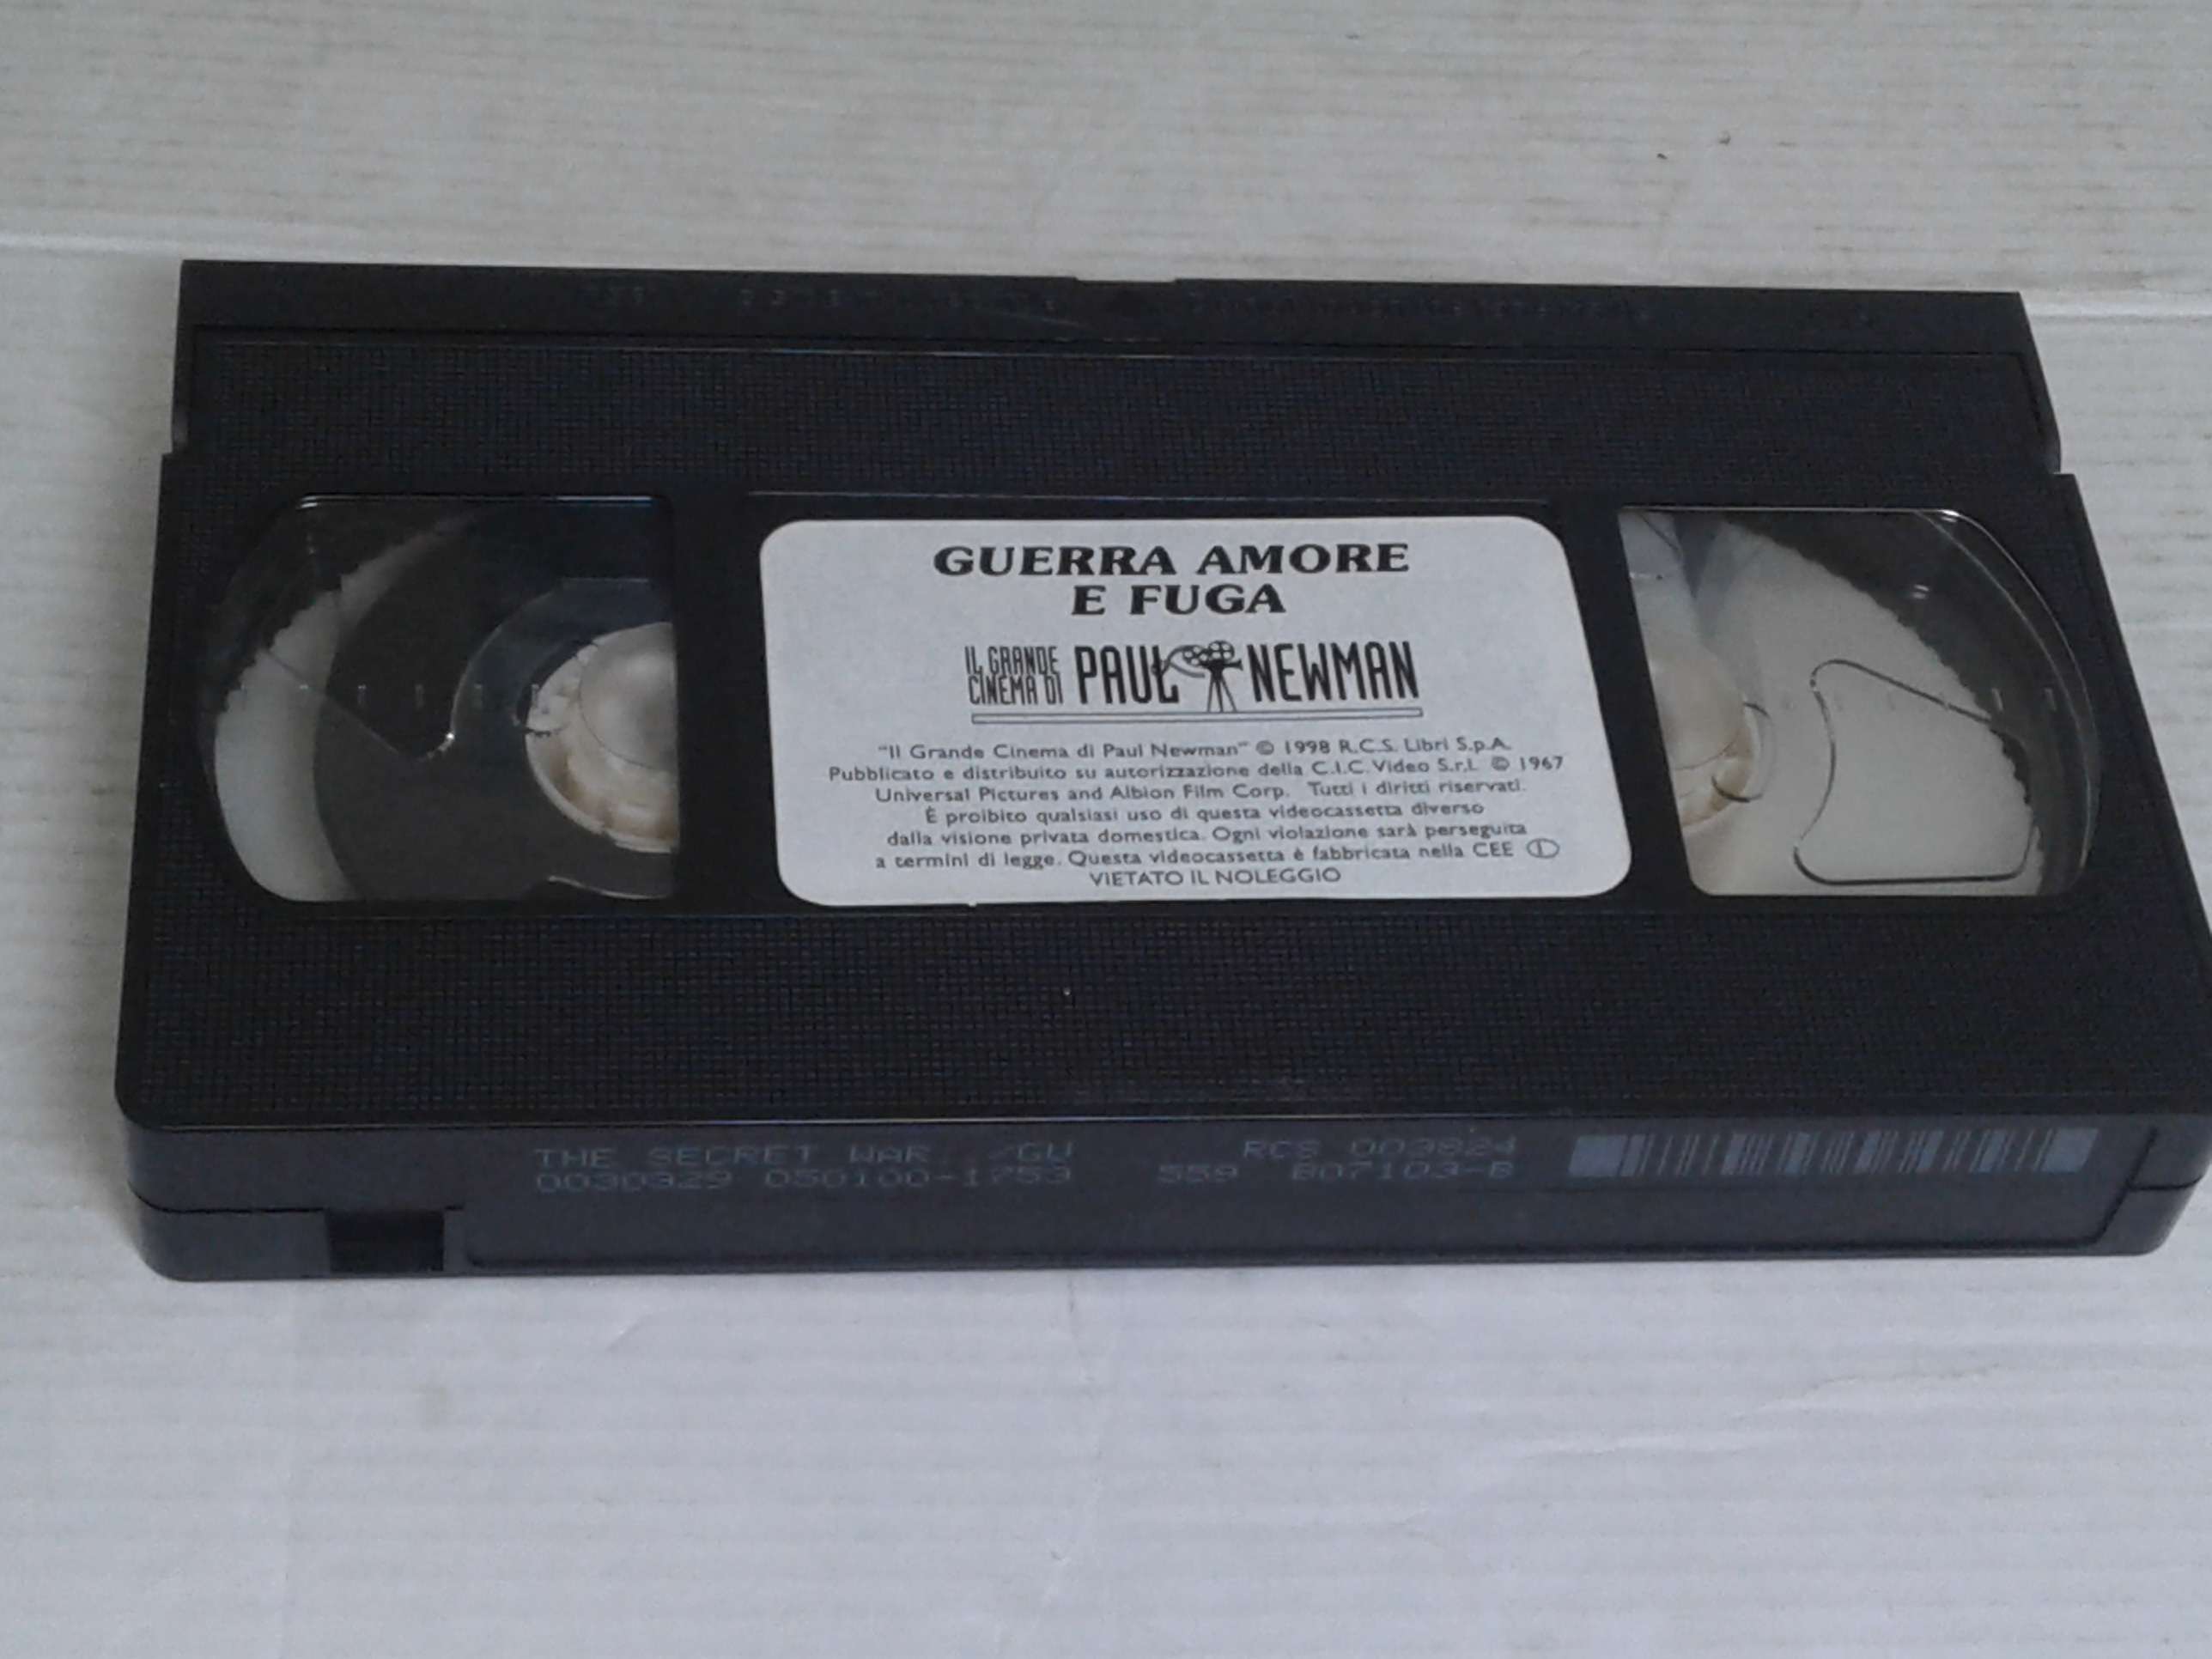 GUERRA AMORE
E FUGA
IL GRANDE
CINEMA DI
PAUL NEWMAN
"Il Grande Cinema di Paul Newman" © 1998 R.C.S. Libri S.p.A.
Pubblicato e distribuito su autorizzazione della C.I.C. Video S.r.l. © 1967
Universal Pictures and Albion Film Corp. Tutti i diritti riservati.
È proibito qualsiasi uso di questa videocassetta diverso
dalla visione privata domestica. Ogni violazione sarà perseguita
a termini di legge. Questa videocassetta è fabbricata nella CEE
VIETATO IL NOLEGGIO
THE SECRET WAR /GW RCS 003824
0030329 050100-1753 559 807103-B